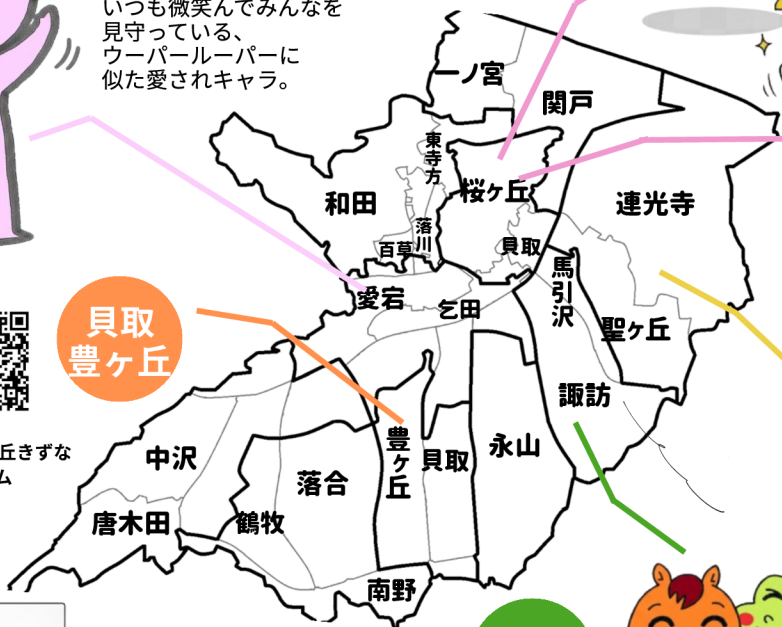 いつも微笑んでみんなを
見守っている、
ウーパールーパーに
似た愛されキャラ。
一ノ宮
関戸
東寺方
桜ヶ丘
和田
連光寺
落川
百草
貝取
馬引沢
愛宕
乞田
聖ヶ丘
貝取
豊ヶ丘
諏訪
豊ヶ丘
貝取
永山
中沢
落合
丘きずな
ム
唐木田
鶴牧
南野